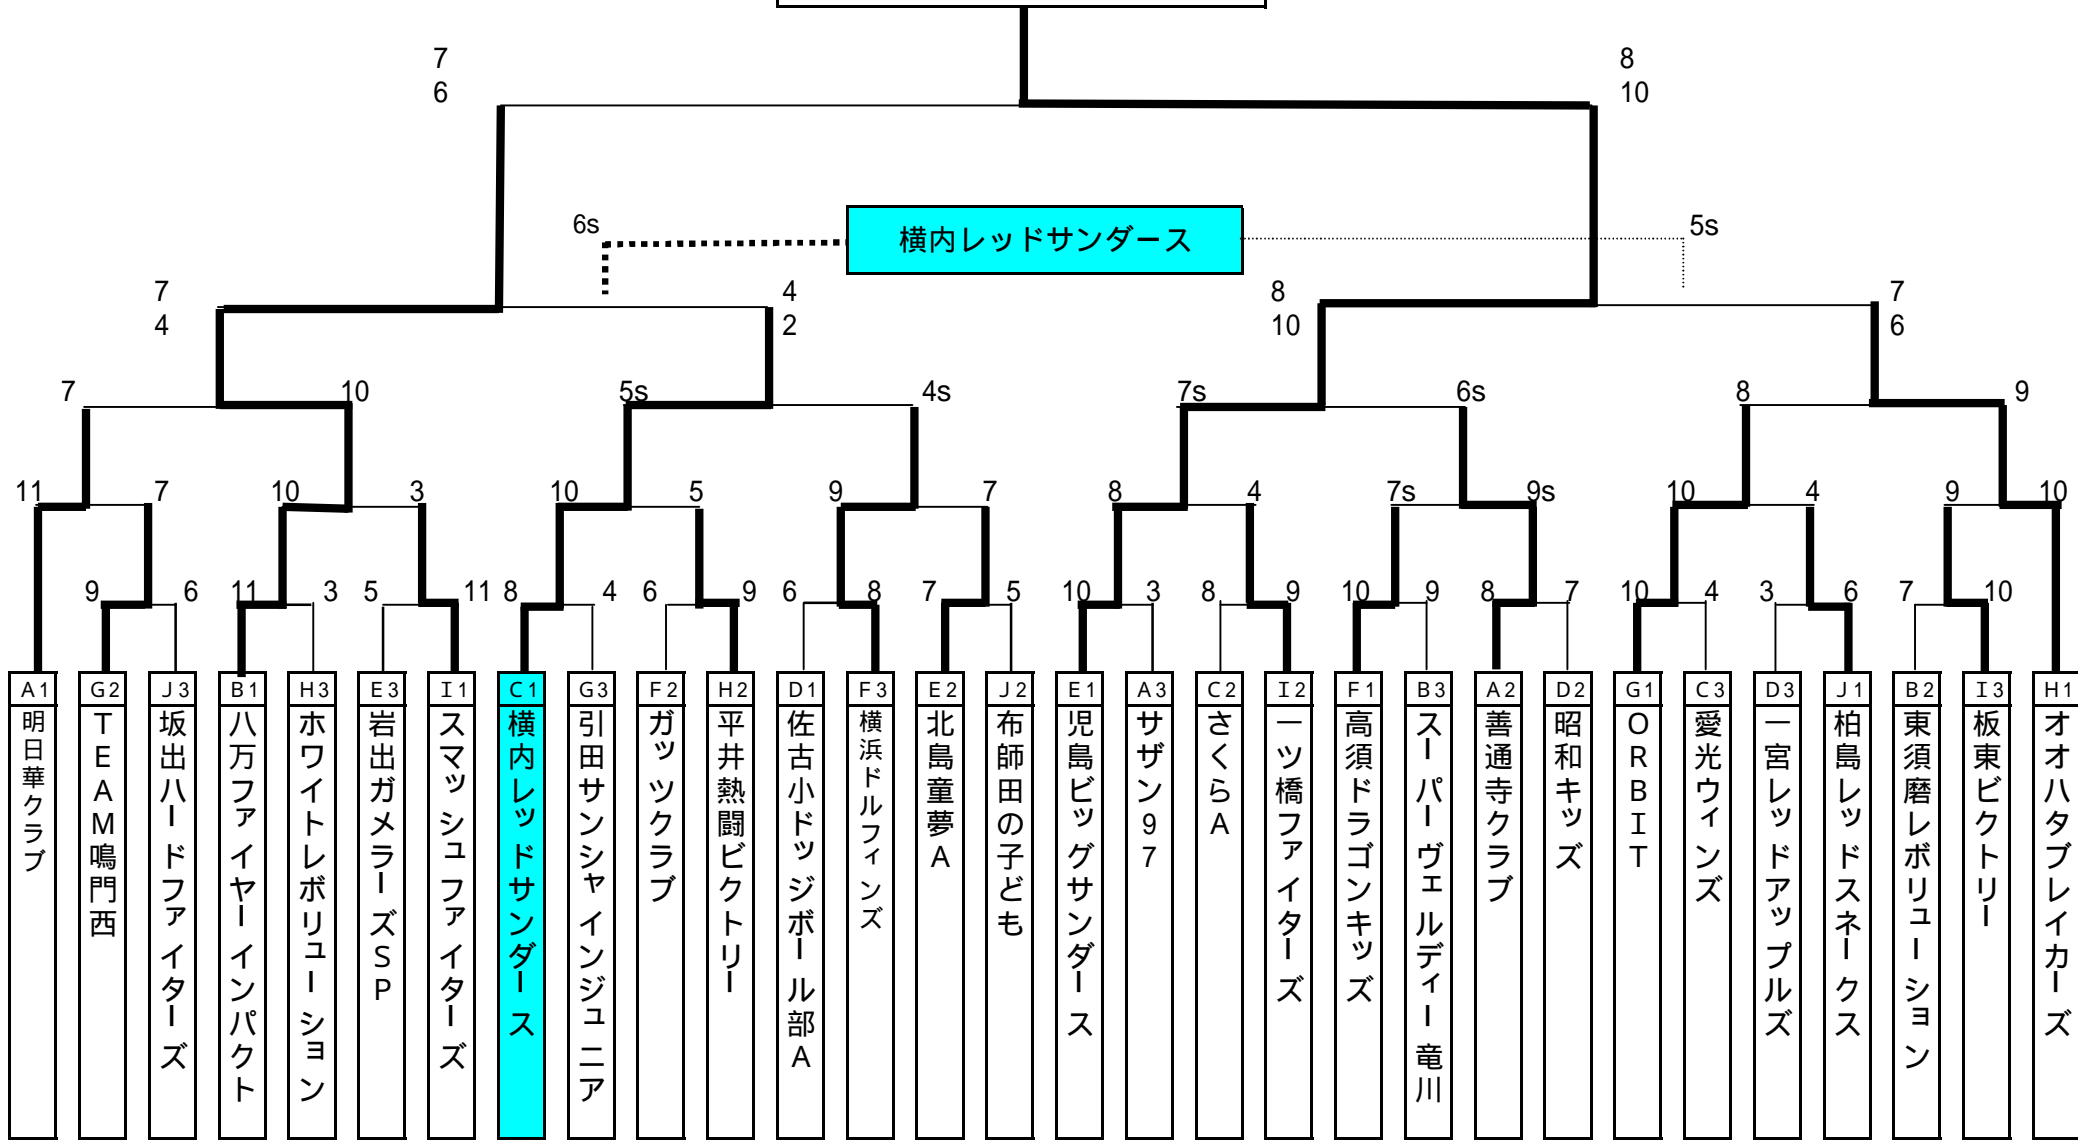 7 8
6 10
6s 横内レッドサンダース 5s
7 4 8 7
4 2 10 6
7 10 5s 4s 7s 6s 8 9
11 7 10 3 10 5 9 7 8 4 7s 9s 10 4 9 10
9 6 11 3 5 11 8 4 6 9 6 8 7 5 10 3 8 9 10 9 8 7 10 4 3 6 7 10
A1 G2 J3 B1 H3 E3 I1 C1 G3 F2 H2 D1 F3 E2 J2 E1 A3 C2 I2 F1 B3 A2 D2 G1 C3 D3 J1 B2 I3 H1
明日華クラブ
TEAM鳴門西
坂出ハードファイターズ
八万ファイヤーインパクト
ホワイトレボリューション
岩出ガメラーズSP
スマッシュファイターズ
横内レッドサンダース
引田サンシャインジュニア
ガッツクラブ
平井熱闘ビクトリー
佐古小ドッジボール部A
横浜ドルフィンズ
北島童夢A
布師田の子ども
児島ビッグサンダース
サザン97
さくらA
一ツ橋ファイターズ
高須ドラゴンキッズ
スーパーヴェルディー竜川
善通寺クラブ
昭和キッズ
ORBIT
愛光ウィンズ
一宮レッドアップルズ
柏島レッドスネークス
東須磨レボリューション
板東ビクトリー
オオハタブレイカーズ